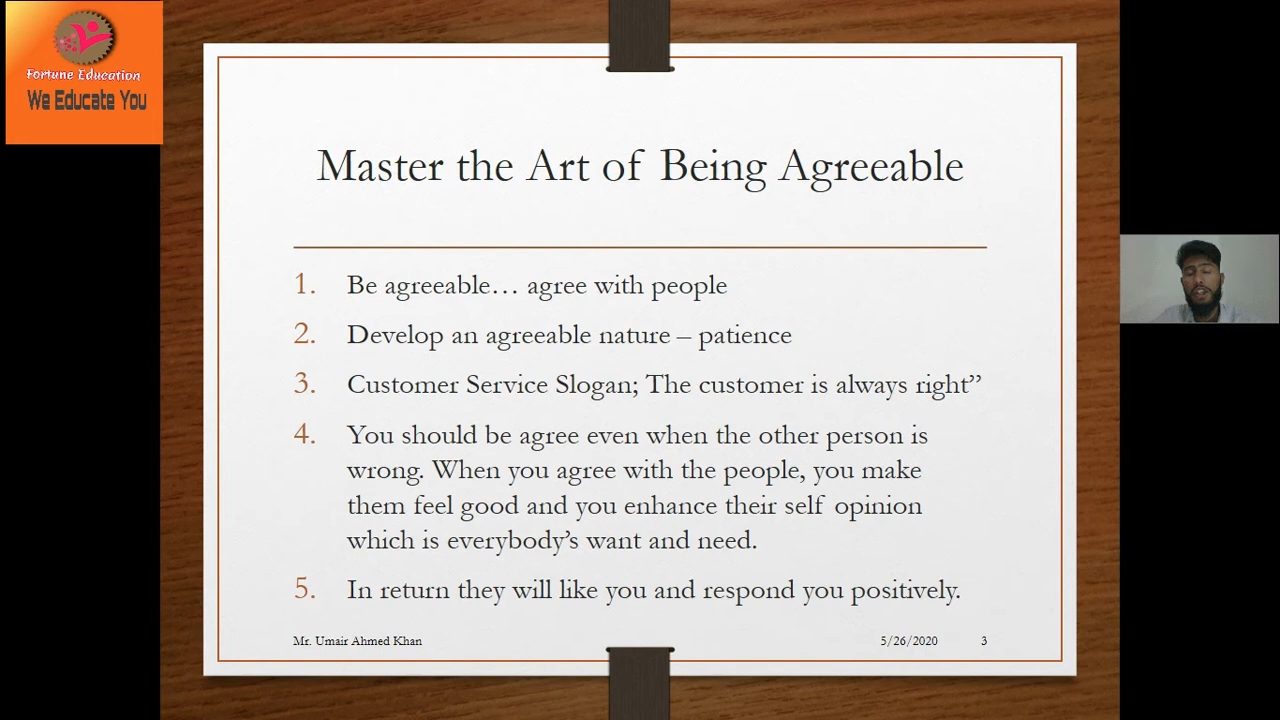 Fortune Education
We Educate You
Master the Art of Being Agreeable
1. Be agreeable… agree with people
2. Develop an agreeable nature – patience
3. Customer Service Slogan; The customer is always right”
4. You should be agree even when the other person is
wrong. When you agree with the people, you make
them feel good and you enhance their self opinion
which is everybody’s want and need.
5. In return they will like you and respond you positively.
Mr. Umair Ahmed Khan
5/26/2020
3